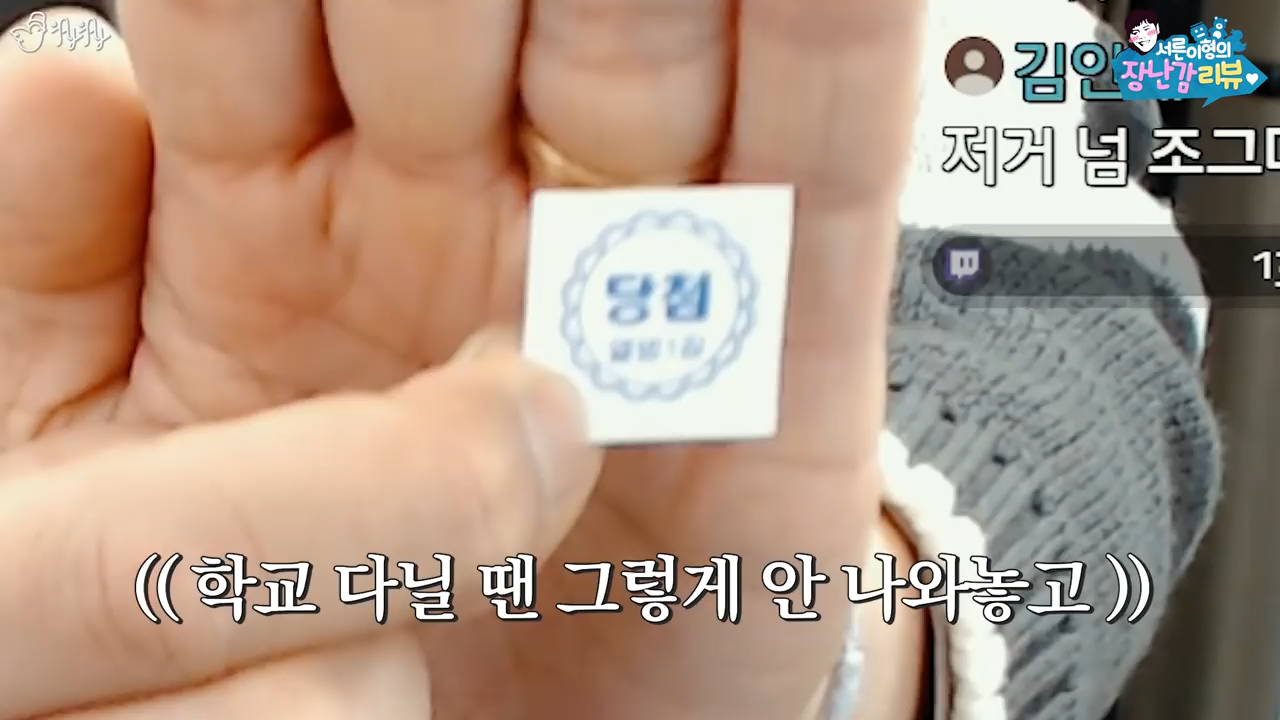 서른이형의
장난감 리뷰
김인
저거 넘 조그
당첨
((학교 다닐 땐 그렇게 안 나와놓고))